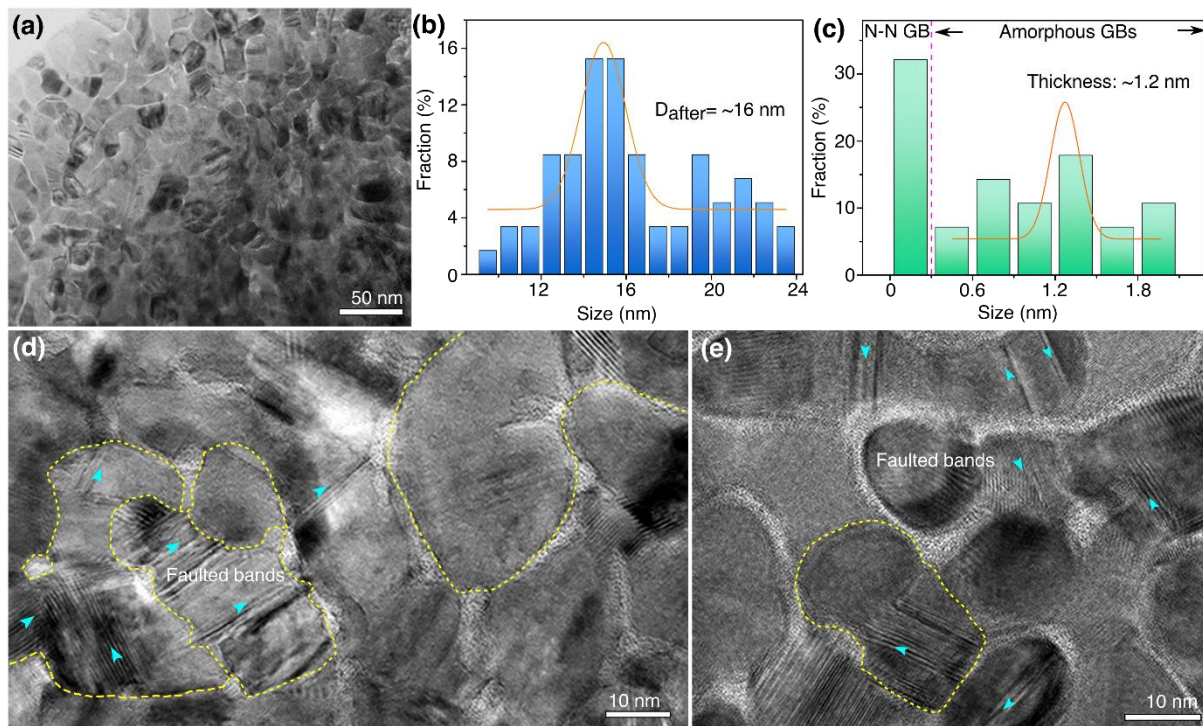 (a)
50 nm
(b)
Fraction (%)
16
12
8
4
0
D_after= ~16 nm
12
16
20
24
Size (nm)
(c)
N-N GB
Amorphous GBs
Fraction (%)
30
20
10
0
Thickness: ~1.2 nm
0
0.6
1.2
1.8
Size (nm)
(d)
Faulted bands
10 nm
(e)
Faulted bands
10 nm